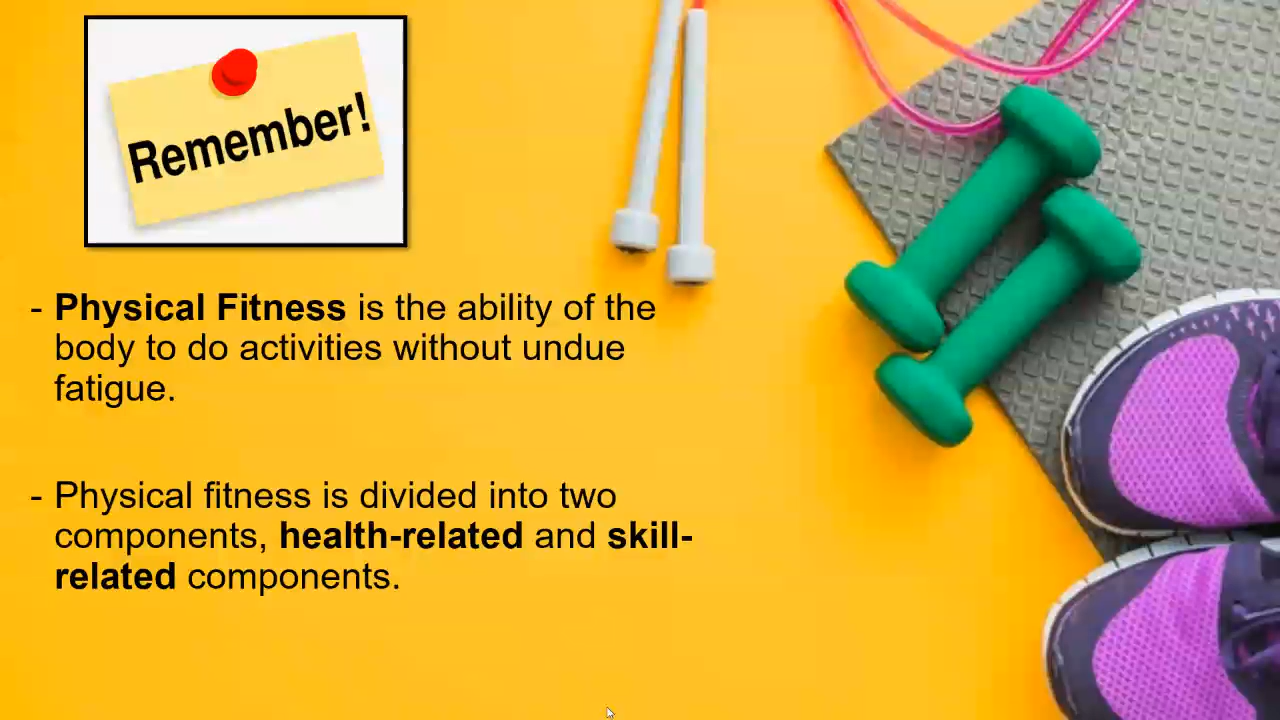 Remember!
- Physical Fitness is the ability of the
body to do activities without undue
fatigue.
- Physical fitness is divided into two
components, health-related and skill-
related components.